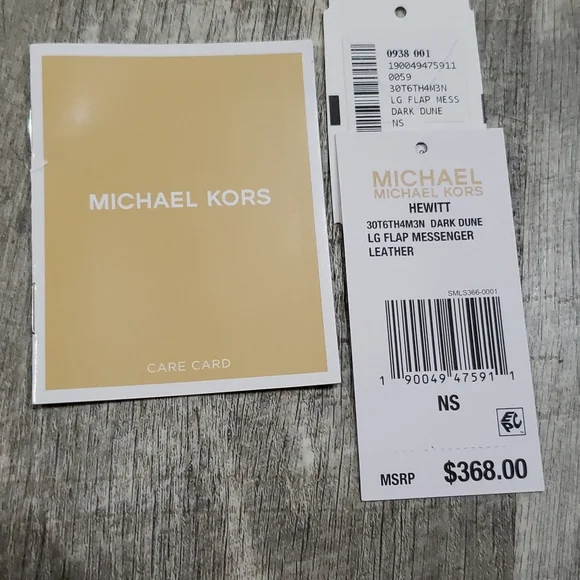 MICHAEL KORS
CARE CARD
0938 001
190049475911
0059
30T6TH4M3N
LG FLAP MESS
DARK DUNE
NS
MICHAEL
MICHAEL KORS
HEWITT
30T6TH4M3N DARK DUNE
LG FLAP MESSENGER
LEATHER
SMLS366-0001
1 90049 47591 1
NS
MSRP $368.00